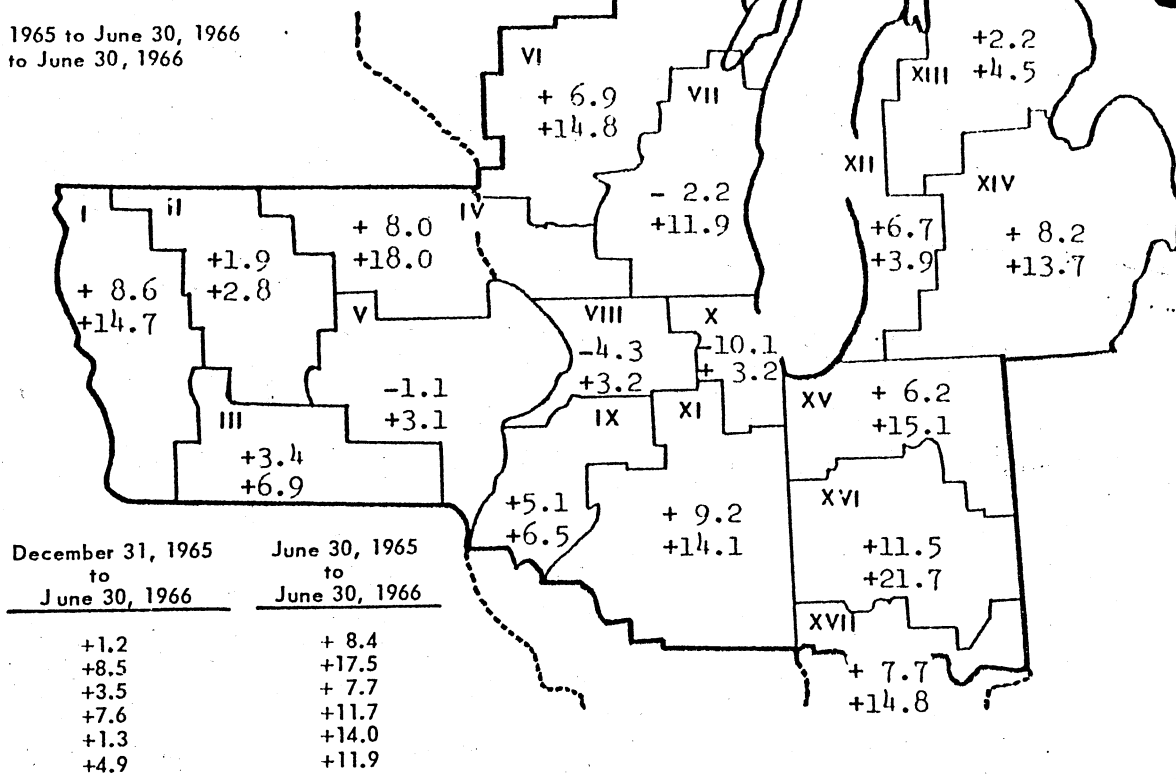 1965 to June 30, 1966
to June 30, 1966
VI
+ 6.9
+14.8
VII
- 2.2
+11.9
XIII
+2.2
+4.5
XII
+6.7
+3.9
XIV
+ 8.2
+13.7
I
+ 8.6
+14.7
II
+1.9
+2.8
IV
+ 8.0
+18.0
V
-1.1
+3.1
III
+3.4
+6.9
VIII
-4.3
+3.2
X
-10.1
+ 3.2
IX
+5.1
+6.5
XI
+ 9.2
+14.1
XV
+ 6.2
+15.1
XVI
+11.5
+21.7
XVII
+ 7.7
+14.8
December 31, 1965 June 30, 1965
to to
June 30, 1966 June 30, 1966
+1.2 + 8.4
+8.5 +17.5
+3.5 + 7.7
+7.6 +11.7
+1.3 +14.0
+4.9 +11.9